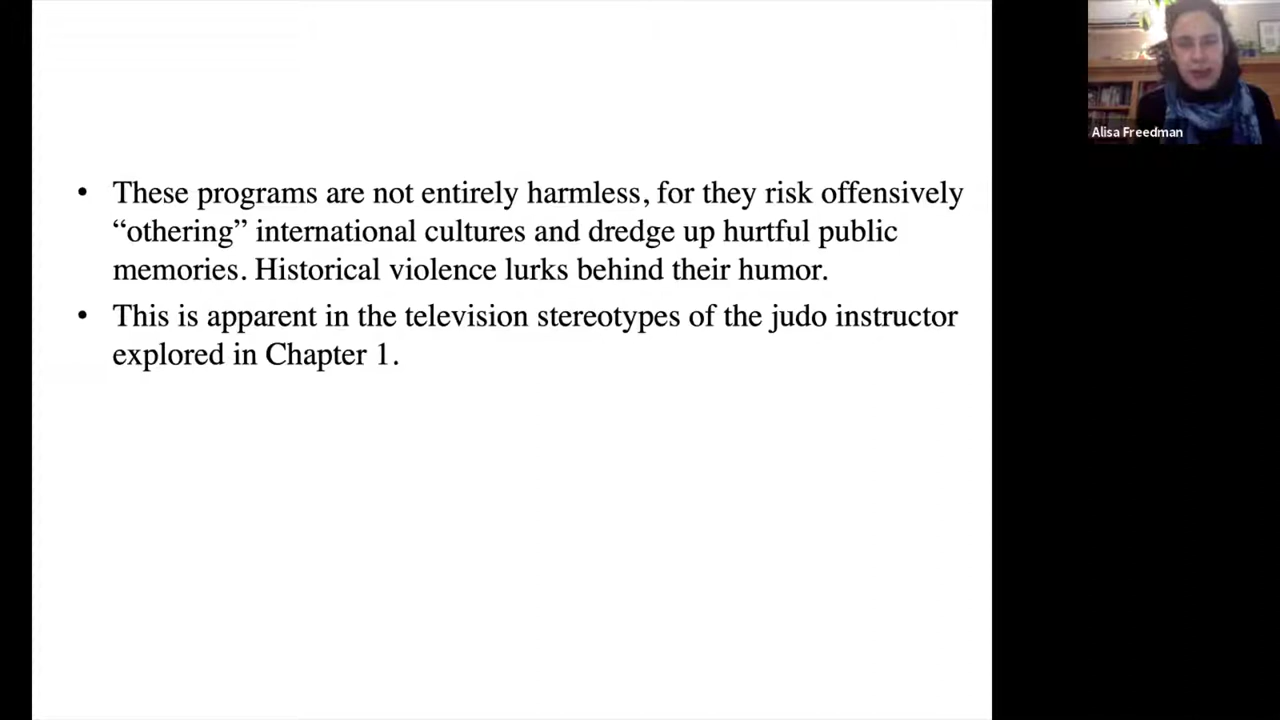 • These programs are not entirely harmless, for they risk offensively
“othering” international cultures and dredge up hurtful public
memories. Historical violence lurks behind their humor.
• This is apparent in the television stereotypes of the judo instructor
explored in Chapter 1.
Alisa Freedman